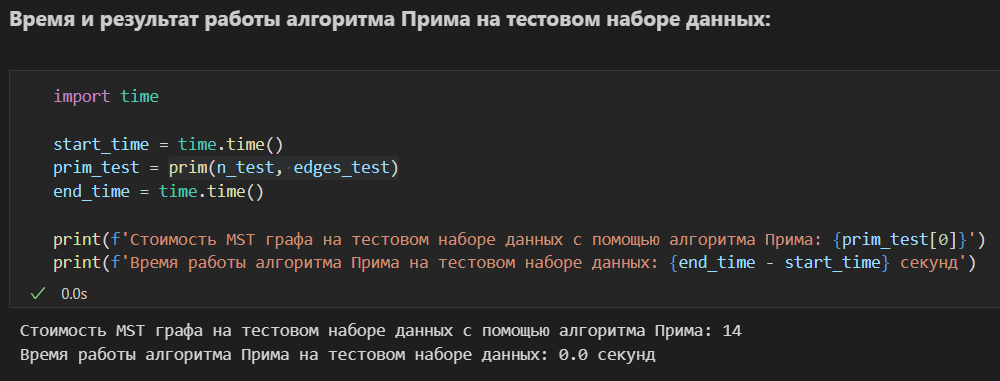 Время и результат работы алгоритма Прима на тестовом наборе данных:
import time
start_time = time.time()
prim_test = prim(n_test, edges_test)
end_time = time.time()
print(f'Стоимость MST графа на тестовом наборе данных с помощью алгоритма Прима: {prim_test[0]}')
print(f'Время работы алгоритма Прима на тестовом наборе данных: {end_time - start_time} секунд')
0.0s
Стоимость MST графа на тестовом наборе данных с помощью алгоритма Прима: 14
Время работы алгоритма Прима на тестовом наборе данных: 0.0 секунд